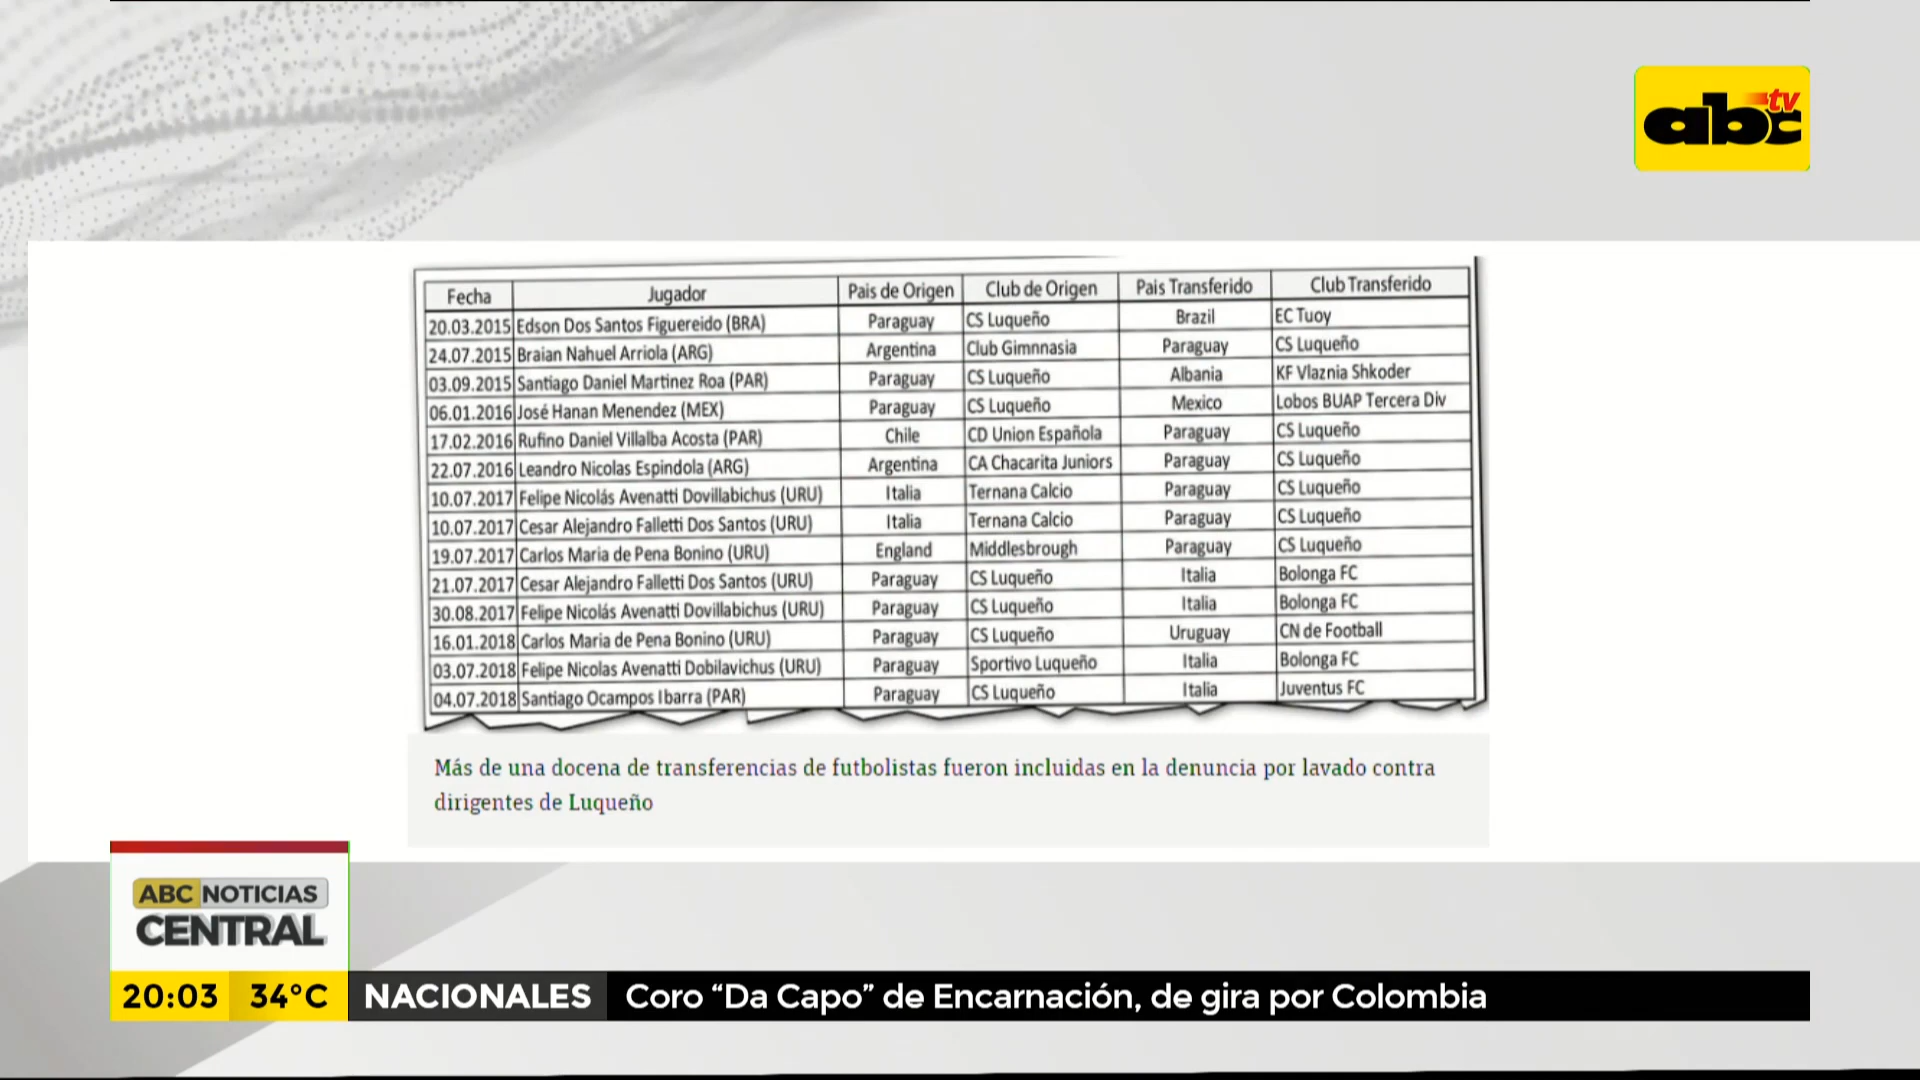 abc tv
Fecha Jugador Pais de Origen Club de Origen Pais Transferido Club Transferido
20.03.2015 Edson Dos Santos Figuereido (BRA) Paraguay CS Luqueño Brazil EC Tuoy
24.07.2015 Braian Nahuel Arriola (ARG) Argentina Club Gimnnasia Paraguay CS Luqueño
03.09.2015 Santiago Daniel Martinez Roa (PAR) Paraguay CS Luqueño Albania KF Vlaznia Shkoder
06.01.2016 José Hanan Menendez (MEX) Paraguay CS Luqueño Mexico Lobos BUAP Tercera Div
17.02.2016 Rufino Daniel Villalba Acosta (PAR) Chile CD Union Española Paraguay CS Luqueño
22.07.2016 Leandro Nicolas Espindola (ARG) Argentina CA Chacarita Juniors Paraguay CS Luqueño
10.07.2017 Felipe Nicolás Avenatti Dovillabichus (URU) Italia Ternana Calcio Paraguay CS Luqueño
10.07.2017 Cesar Alejandro Falletti Dos Santos (URU) Italia Ternana Calcio Paraguay CS Luqueño
19.07.2017 Carlos Maria de Pena Bonino (URU) England Middlesbrough Paraguay CS Luqueño
21.07.2017 Cesar Alejandro Falletti Dos Santos (URU) Paraguay CS Luqueño Italia Bolonga FC
30.08.2017 Felipe Nicolás Avenatti Dovillabichus (URU) Paraguay CS Luqueño Italia Bolonga FC
16.01.2018 Carlos Maria de Pena Bonino (URU) Paraguay CS Luqueño Uruguay CN de Football
03.07.2018 Felipe Nicolas Avenatti Dobilavichus (URU) Paraguay Sportivo Luqueño Italia Bolonga FC
04.07.2018 Santiago Ocampos Ibarra (PAR) Paraguay CS Luqueño Italia Juventus FC
Más de una docena de transferencias de futbolistas fueron incluidas en la denuncia por lavado contra
dirigentes de Luqueño
ABC NOTICIAS
CENTRAL
20:03 34°C NACIONALES Coro “Da Capo” de Encarnación, de gira por Colombia